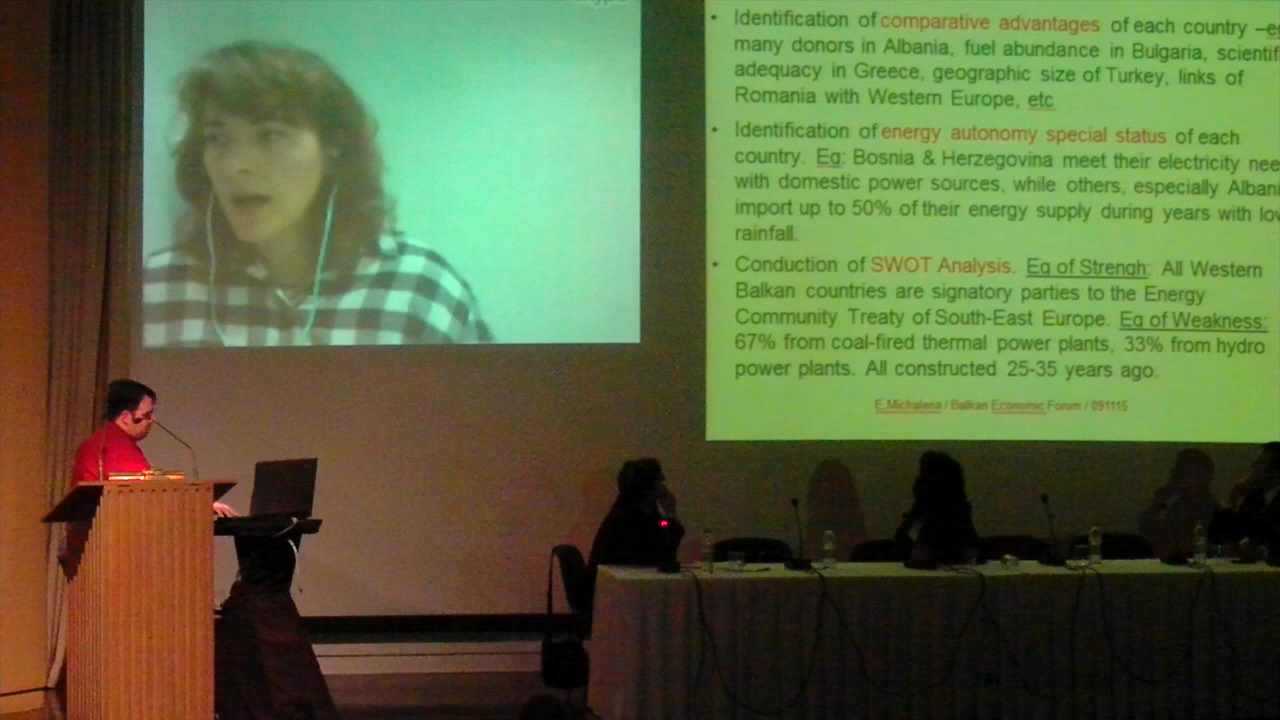 • Identification of comparative advantages of each country –eg
many donors in Albania, fuel abundance in Bulgaria, scientif
adequacy in Greece, geographic size of Turkey, links of
Romania with Western Europe, etc
• Identification of energy autonomy special status of each
country. Eg: Bosnia & Herzegovina meet their electricity nee
with domestic power sources, while others, especially Albani
import up to 50% of their energy supply during years with low
rainfall.
• Conduction of SWOT Analysis. Eg of Strengh: All Western
Balkan countries are signatory parties to the Energy
Community Treaty of South-East Europe. Eg of Weakness:
67% from coal-fired thermal power plants, 33% from hydro
power plants. All constructed 25-35 years ago.
E.Michalena / Balkan Economic Forum / 091115